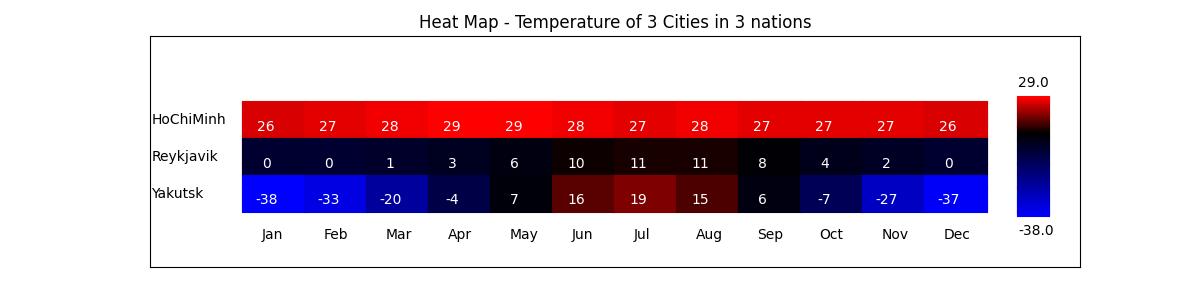 Heat Map - Temperature of 3 Cities in 3 nations
29.0
HoChiMinh 26 27 28 29 29 28 27 28 27 27 27 26
Reykjavik 0 0 1 3 6 10 11 11 8 4 2 0
Yakutsk -38 -33 -20 -4 7 16 19 15 6 -7 -27 -37
-38.0
Jan Feb Mar Apr May Jun Jul Aug Sep Oct Nov Dec